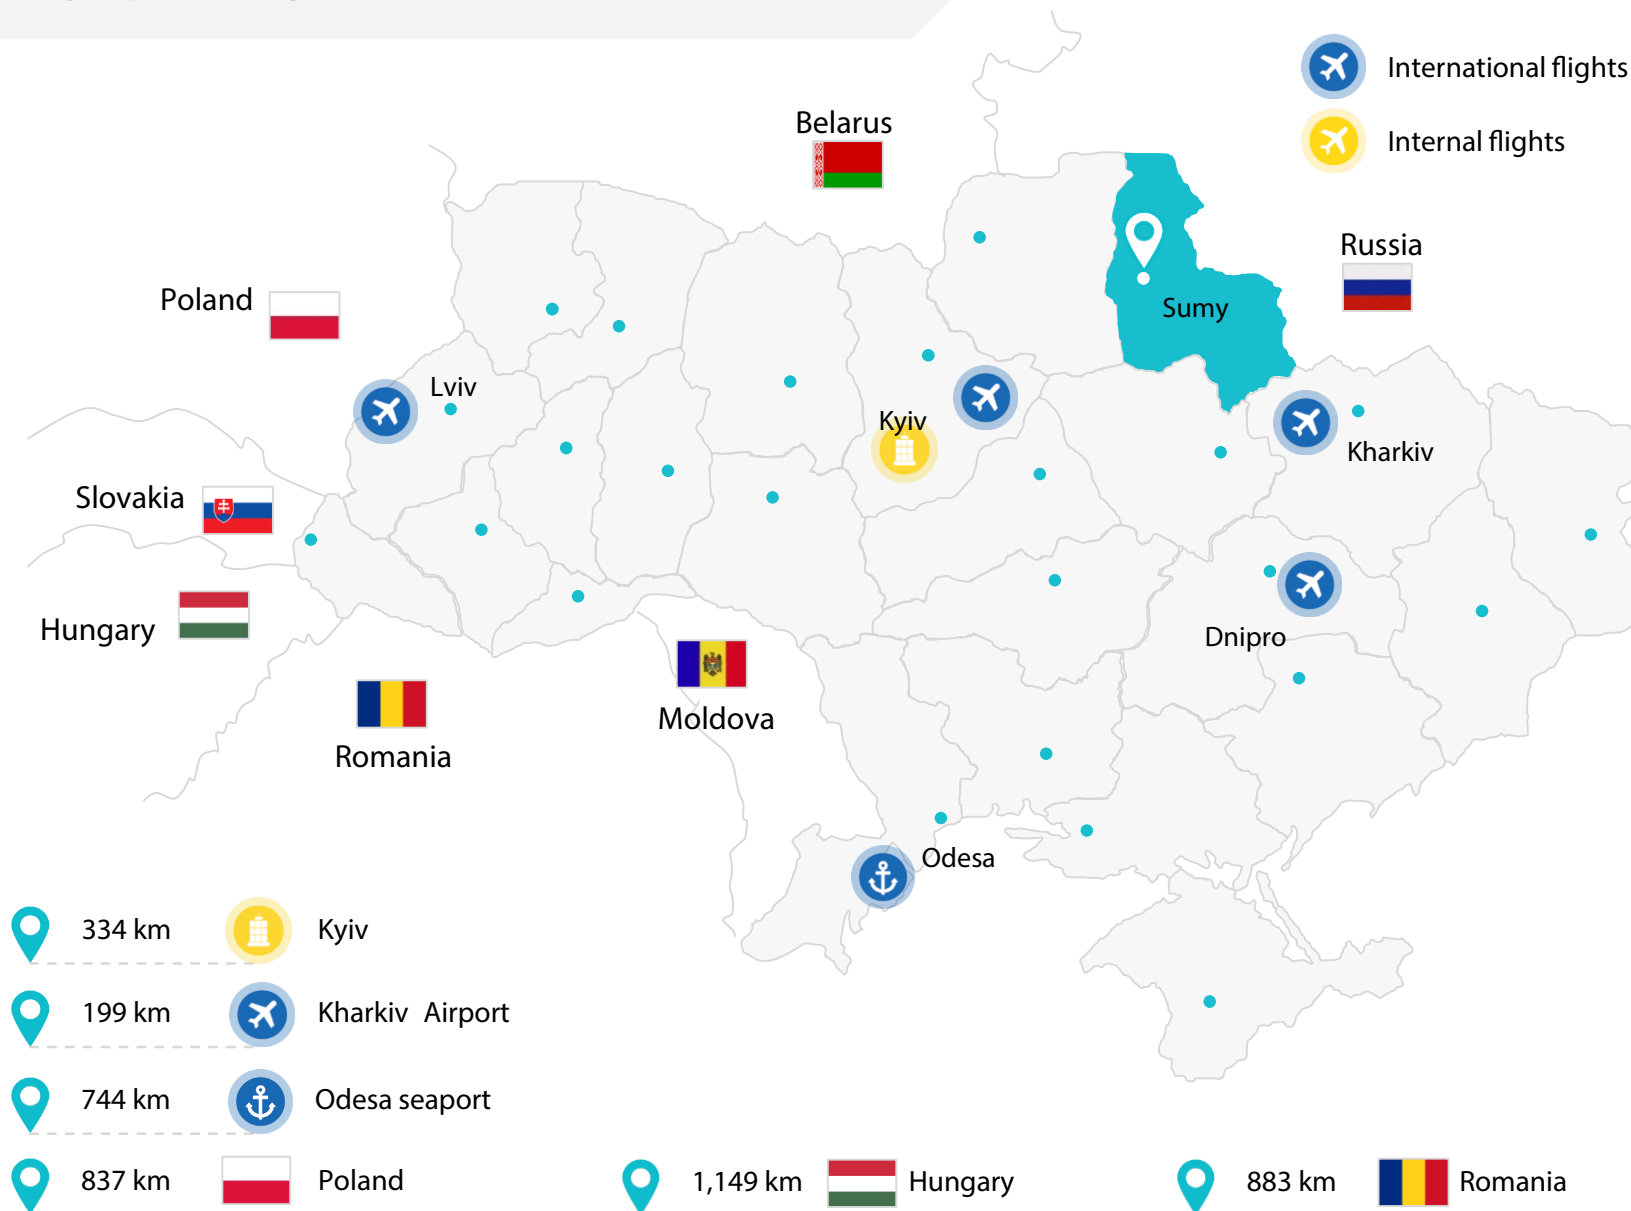 International flights
Internal flights
Belarus
Russia
Poland
Sumy
Lviv
Kyiv
Kharkiv
Slovakia
Hungary
Dnipro
Moldova
Romania
Odesa
334 km Kyiv
199 km Kharkiv Airport
744 km Odesa seaport
837 km Poland
1,149 km Hungary
883 km Romania